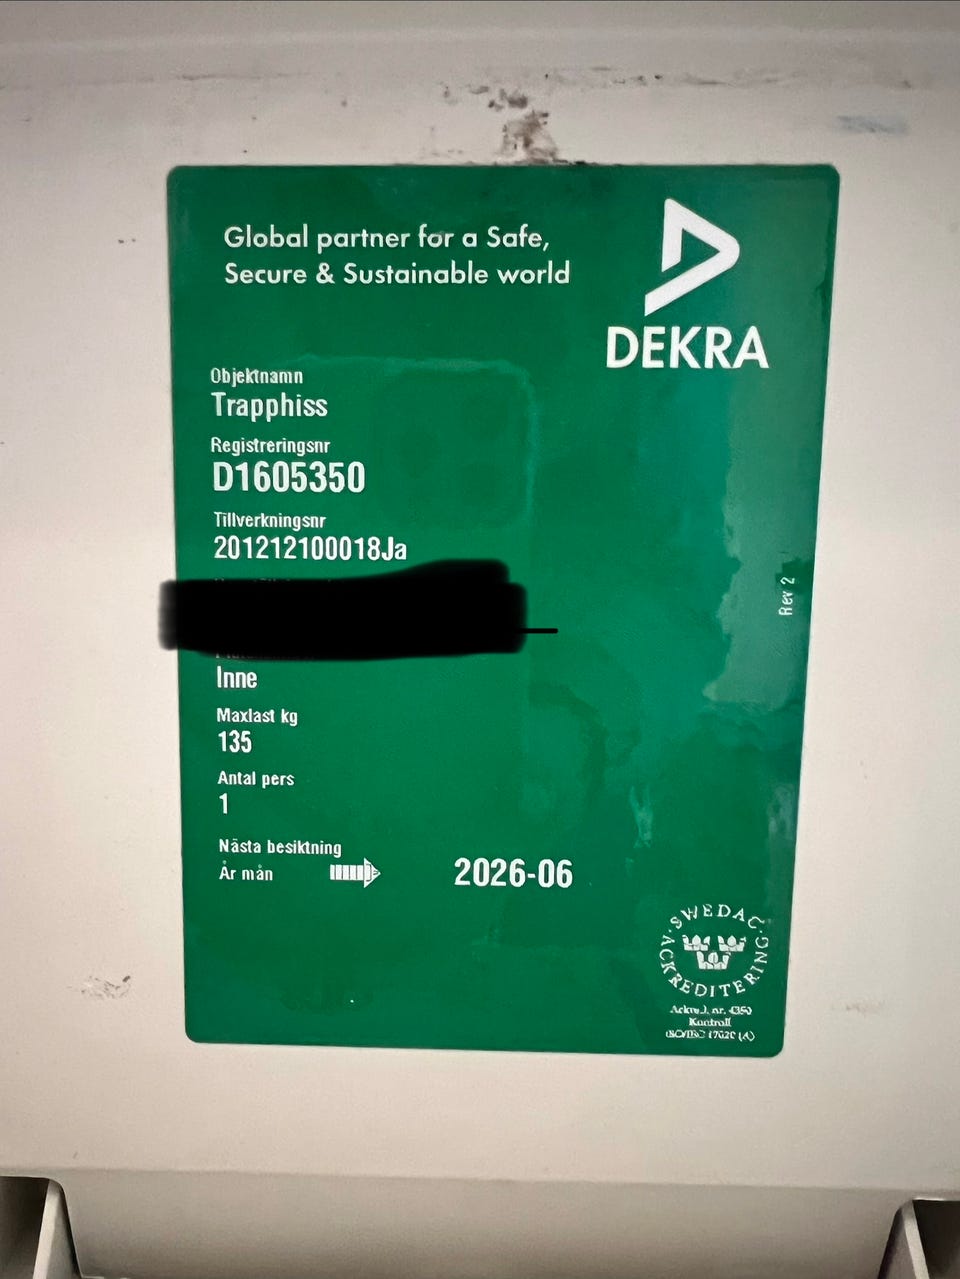 Global partner for a Safe,
Secure & Sustainable world
DEKRA
Objektnamn
Trapphiss
Registreringsnr
D1605350
Tillverkningsnr
201212100018Ja
Inne
Maxlast kg
135
Antal pers
1
Nästa besiktning
År mån
2026-06
Rev 2
SWEDAC
ACKREDITERING
Kontroll